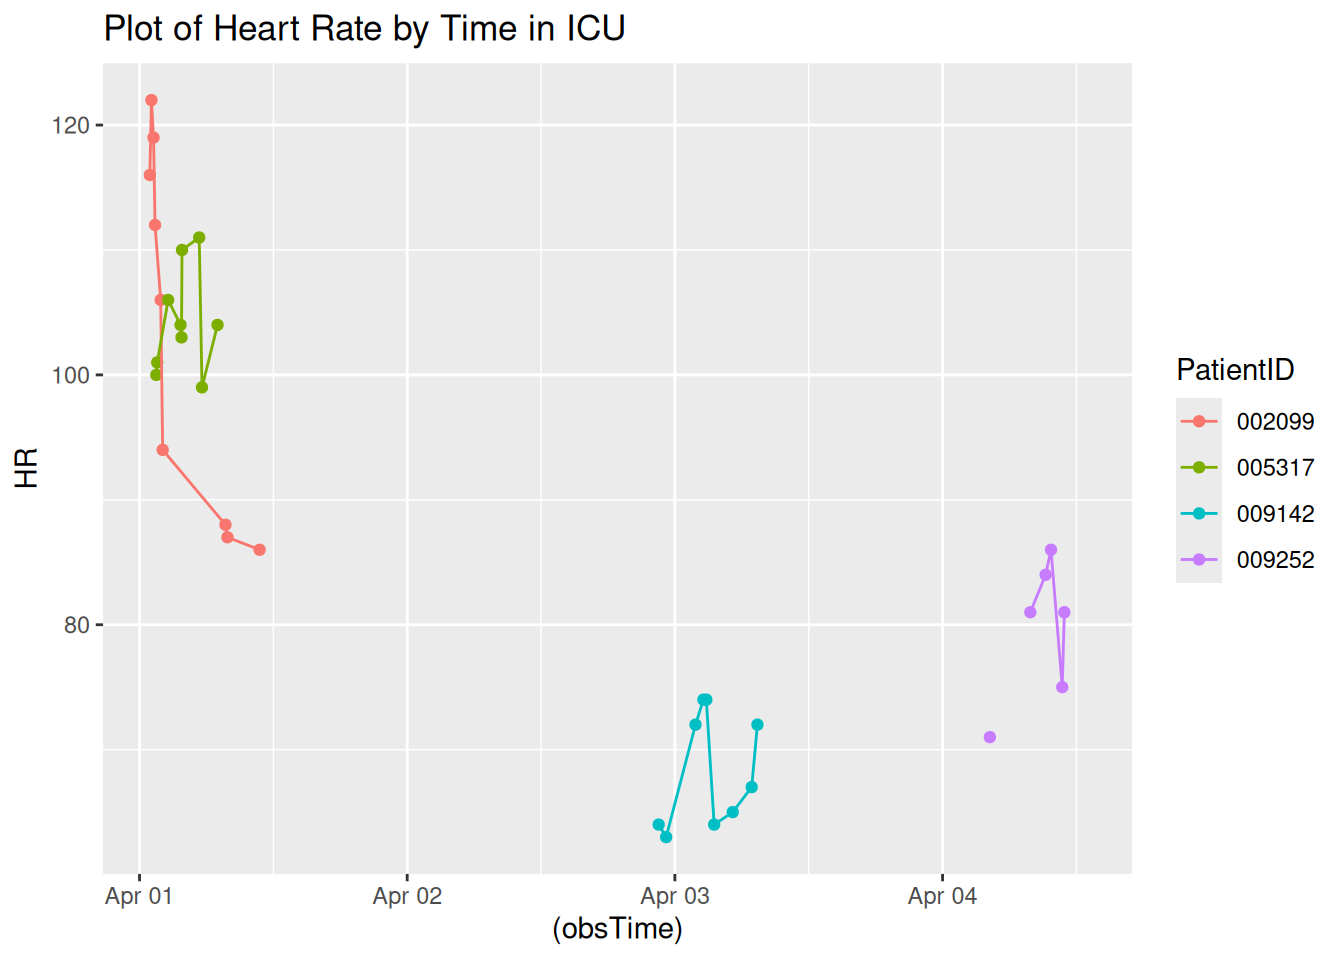 Plot of Heart Rate by Time in ICU
120
100
80
HR
Apr 01
Apr 02
Apr 03
Apr 04
(obsTime)
PatientID
002099
005317
009142
009252